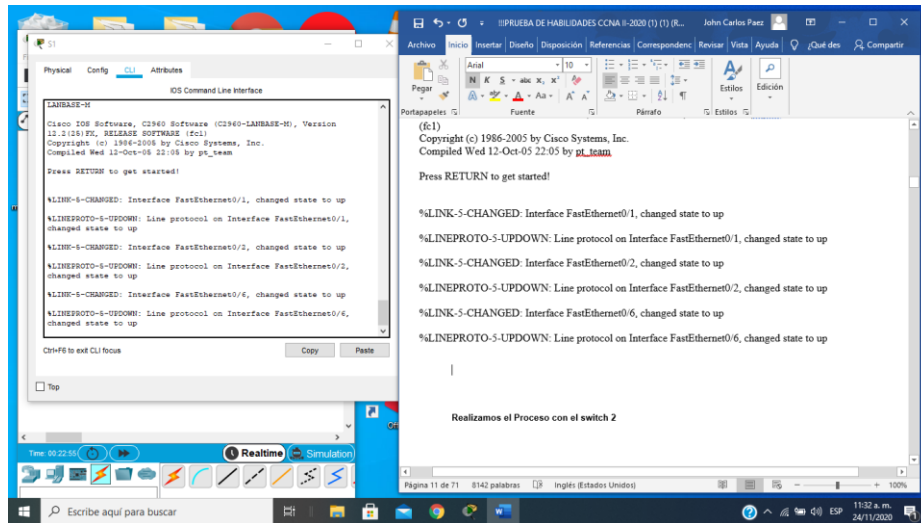 S1
Physical Config CLI Attributes
IOS Command Line Interface
LANBASE-M
Cisco IOS Software, C2960 Software (C2960-LANBASE-M), Version
12.2(25)FX, RELEASE SOFTWARE (fc1)
Copyright (c) 1986-2005 by Cisco Systems, Inc.
Compiled Wed 12-Oct-05 22:05 by pt_team
Press RETURN to get started!
%LINK-5-CHANGED: Interface FastEthernet0/1, changed state to up
%LINEPROTO-5-UPDOWN: Line protocol on Interface FastEthernet0/1,
changed state to up
%LINK-5-CHANGED: Interface FastEthernet0/2, changed state to up
%LINEPROTO-5-UPDOWN: Line protocol on Interface FastEthernet0/2,
changed state to up
%LINK-5-CHANGED: Interface FastEthernet0/6, changed state to up
%LINEPROTO-5-UPDOWN: Line protocol on Interface FastEthernet0/6,
changed state to up
Ctrl+F6 to exit CLI focus
Copy Paste
Top
Time: 00:22:55
Realtime Simulation
!!!PRUEBA DE HABILIDADES CCNA II-2020 (1) (1) (R... John Carlos Paez
Archivo Inicio Insertar Diseño Disposición Referencias Correspondenc Revisar Vista Ayuda ¿Qué des Compartir
Arial 10
Pegar N K S abc x, x² Estilos Edición
A Aa A A
Portapapeles Fuente Párrafo Estilos
(fc1)
Copyright (c) 1986-2005 by Cisco Systems, Inc.
Compiled Wed 12-Oct-05 22:05 by pt_team
Press RETURN to get started!
%LINK-5-CHANGED: Interface FastEthernet0/1, changed state to up
%LINEPROTO-5-UPDOWN: Line protocol on Interface FastEthernet0/1, changed state to up
%LINK-5-CHANGED: Interface FastEthernet0/2, changed state to up
%LINEPROTO-5-UPDOWN: Line protocol on Interface FastEthernet0/2, changed state to up
%LINK-5-CHANGED: Interface FastEthernet0/6, changed state to up
%LINEPROTO-5-UPDOWN: Line protocol on Interface FastEthernet0/6, changed state to up
Realizamos el Proceso con el switch 2
Página 11 de 71 8142 palabras Inglés (Estados Unidos) 100%
Escribe aquí para buscar
ESP
11:32 a. m.
24/11/2020